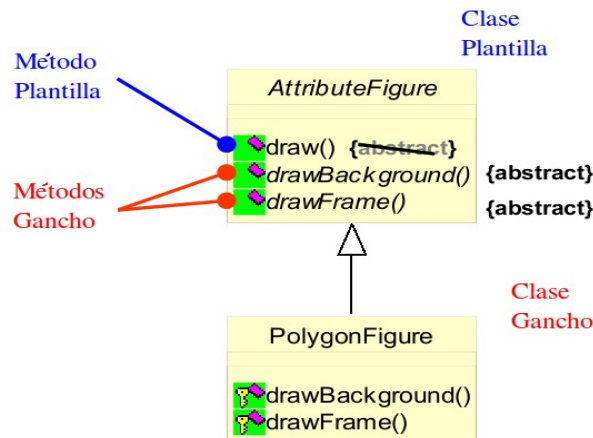 Clase
Plantilla
Método
Plantilla
AttributeFigure
draw() {abstract}
drawBackground() {abstract}
drawFrame() {abstract}
Métodos
Gancho
Clase
Gancho
PolygonFigure
drawBackground()
drawFrame()